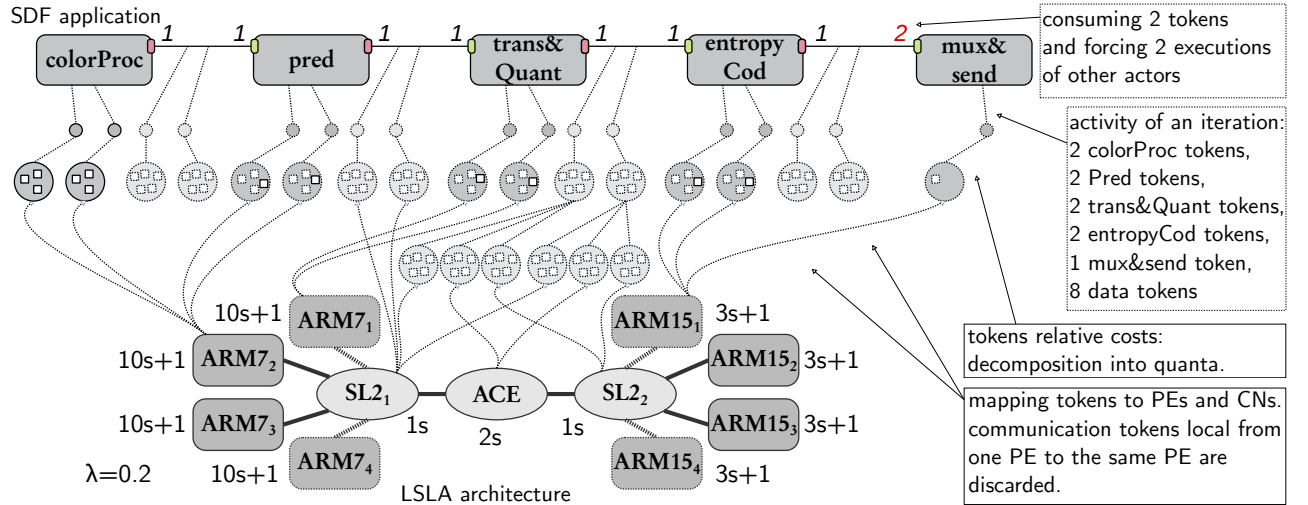 SDF application
1 1 1 1 1 1 1 2
colorProc
pred
trans&
Quant
entropy
Cod
mux&
send
consuming 2 tokens
and forcing 2 executions
of other actors
activity of an iteration:
2 colorProc tokens,
2 Pred tokens,
2 trans&Quant tokens,
2 entropyCod tokens,
1 mux&send token,
8 data tokens
10s+1 ARM7₁
ARM15₁ 3s+1
10s+1 ARM7₂
ARM15₂ 3s+1
SL2₁ ACE SL2₂
10s+1 ARM7₃
1s 2s 1s
ARM15₃ 3s+1
10s+1 ARM7₄
ARM15₄ 3s+1
λ=0.2
LSLA architecture
tokens relative costs:
decomposition into quanta.
mapping tokens to PEs and CNs.
communication tokens local from
one PE to the same PE are
discarded.